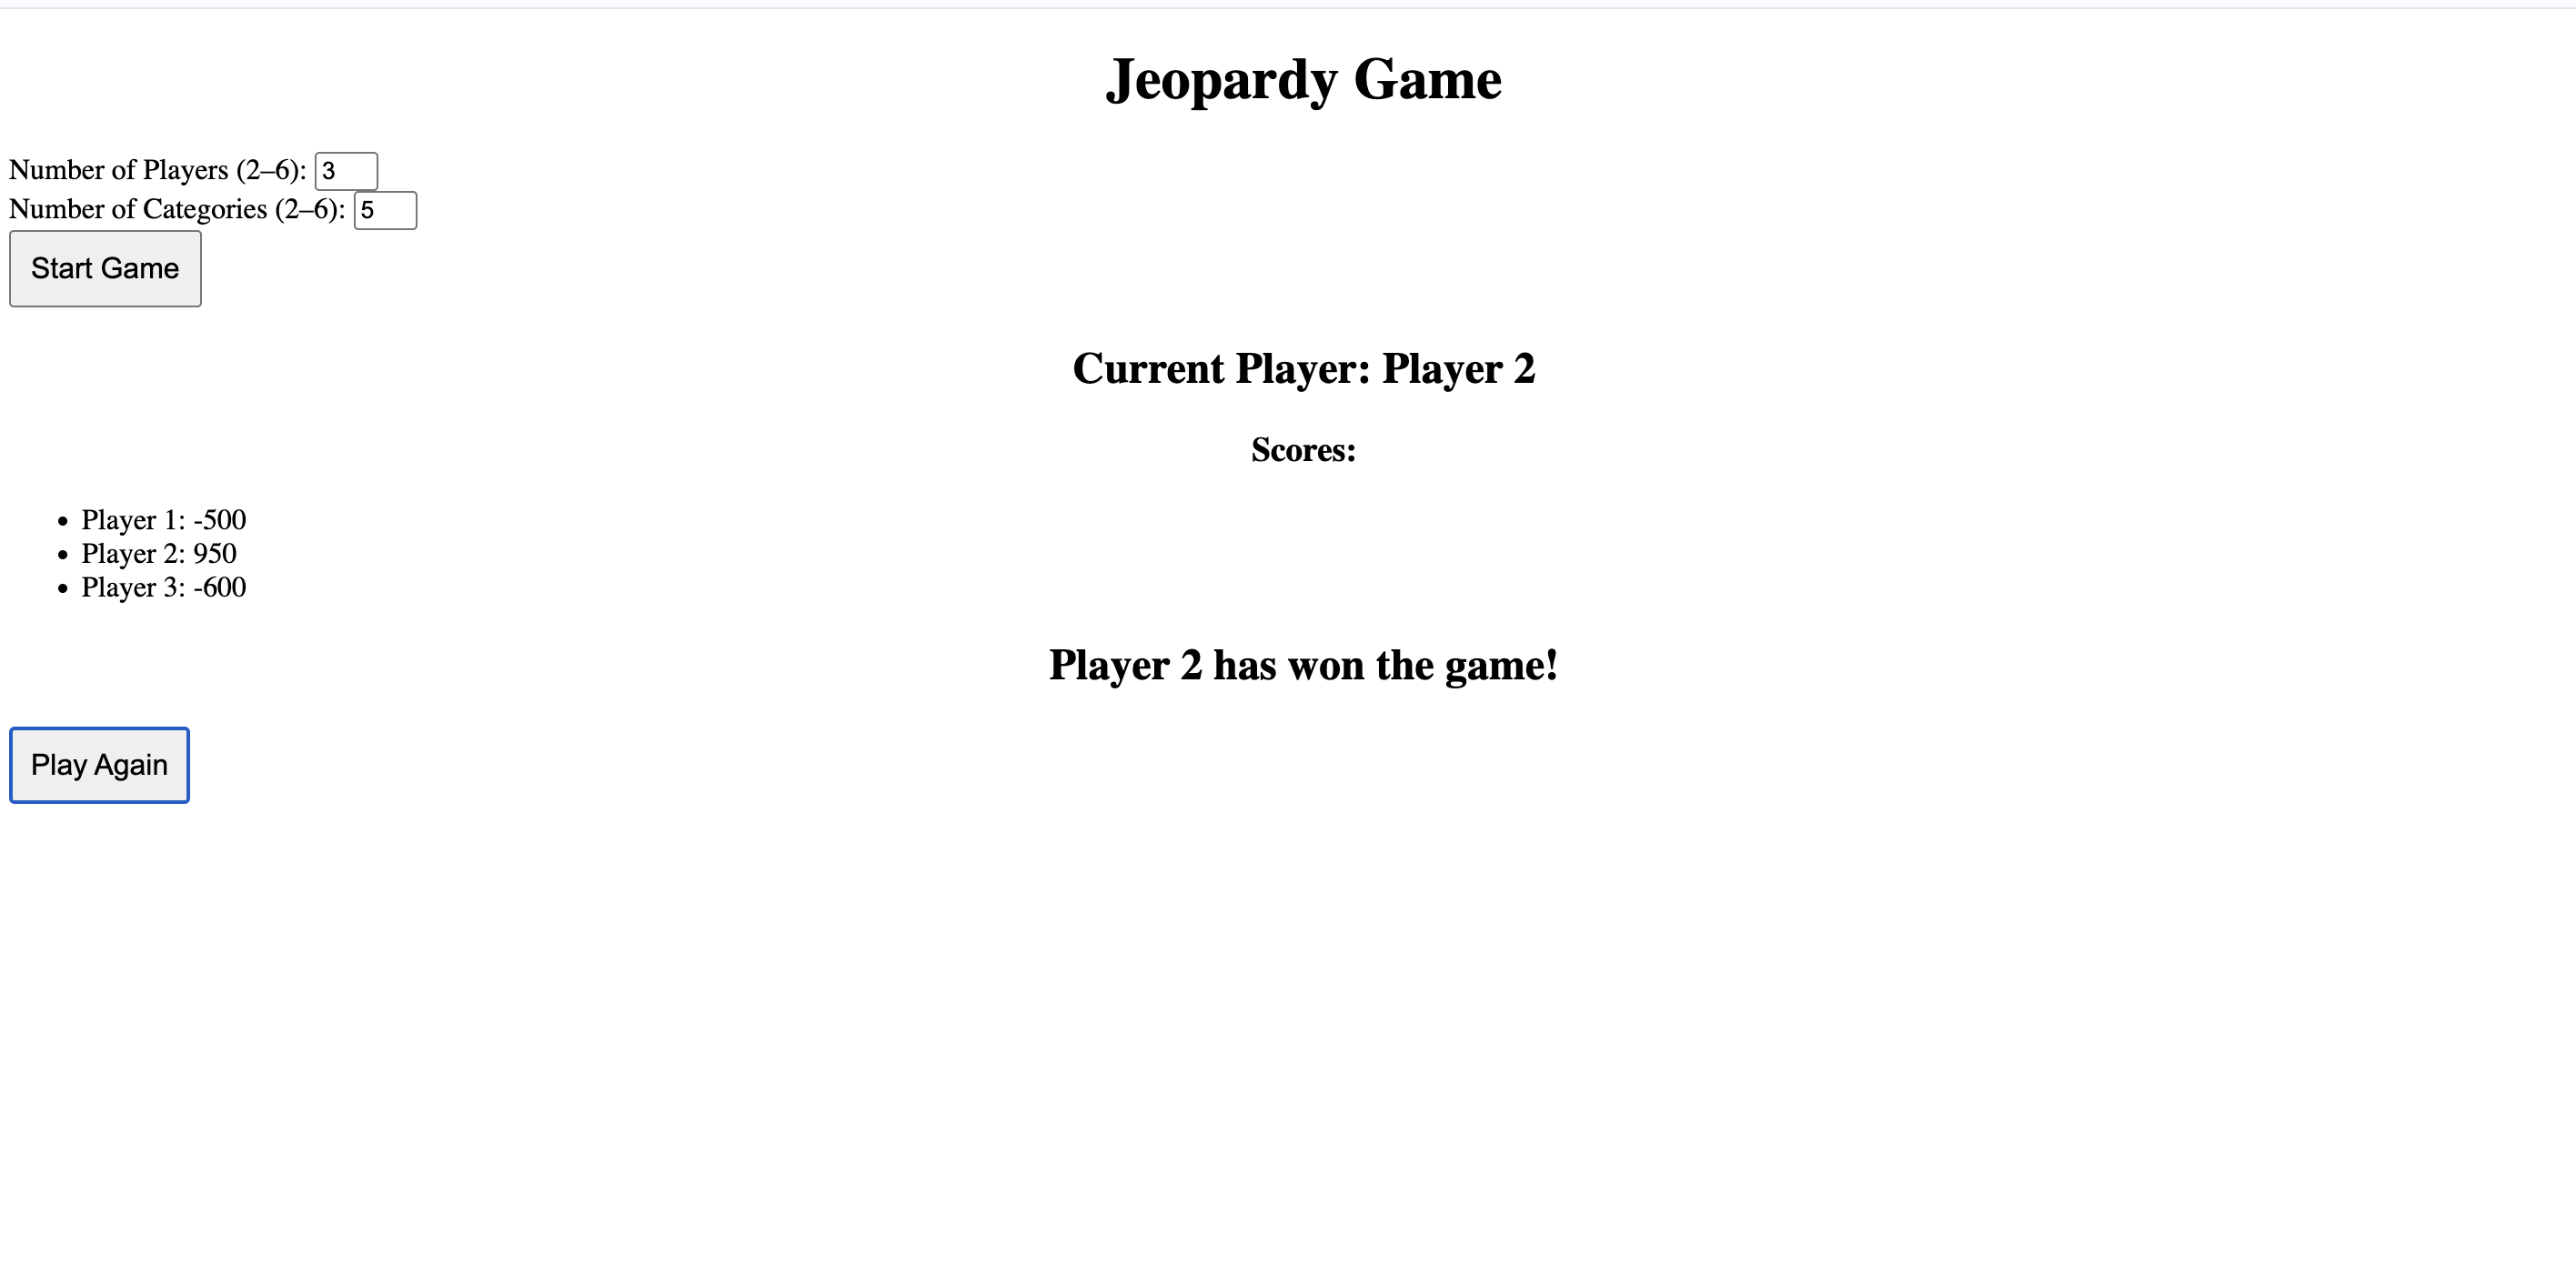 Jeopardy Game
Number of Players (2–6): 3
Number of Categories (2–6): 5
Start Game
Current Player: Player 2
Scores:
• Player 1: -500
• Player 2: 950
• Player 3: -600
Player 2 has won the game!
Play Again